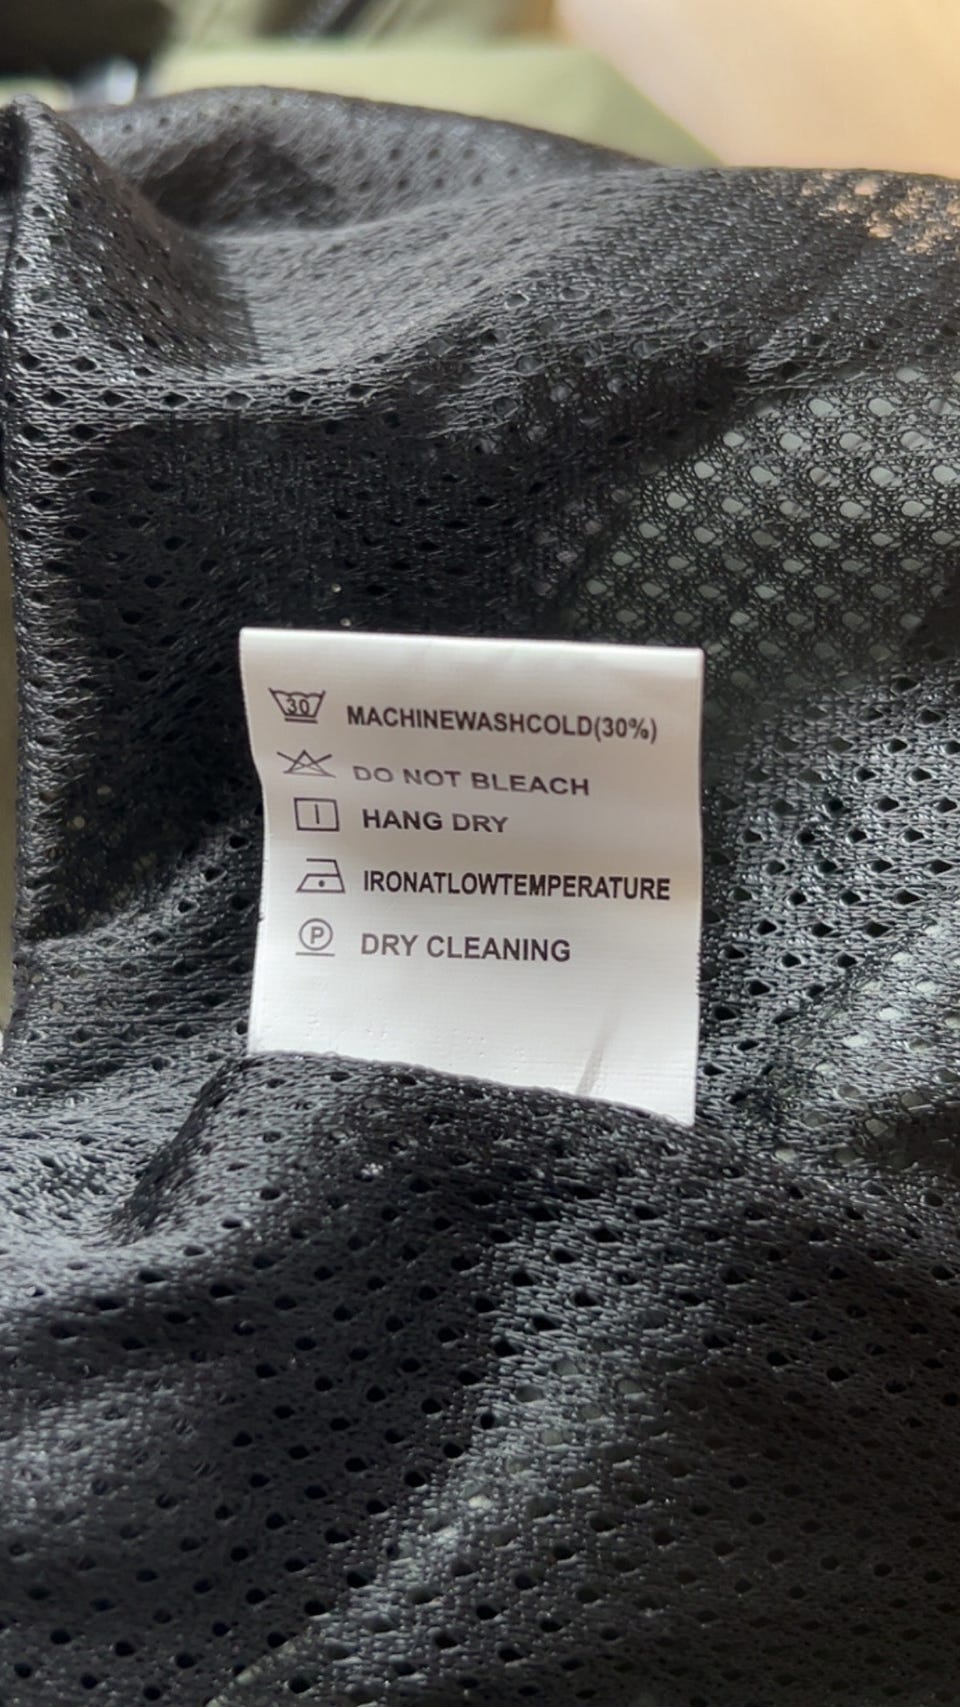 30 MACHINEWASHCOLD(30%)
DO NOT BLEACH
HANG DRY
IRONATLOWTEMPERATURE
P DRY CLEANING